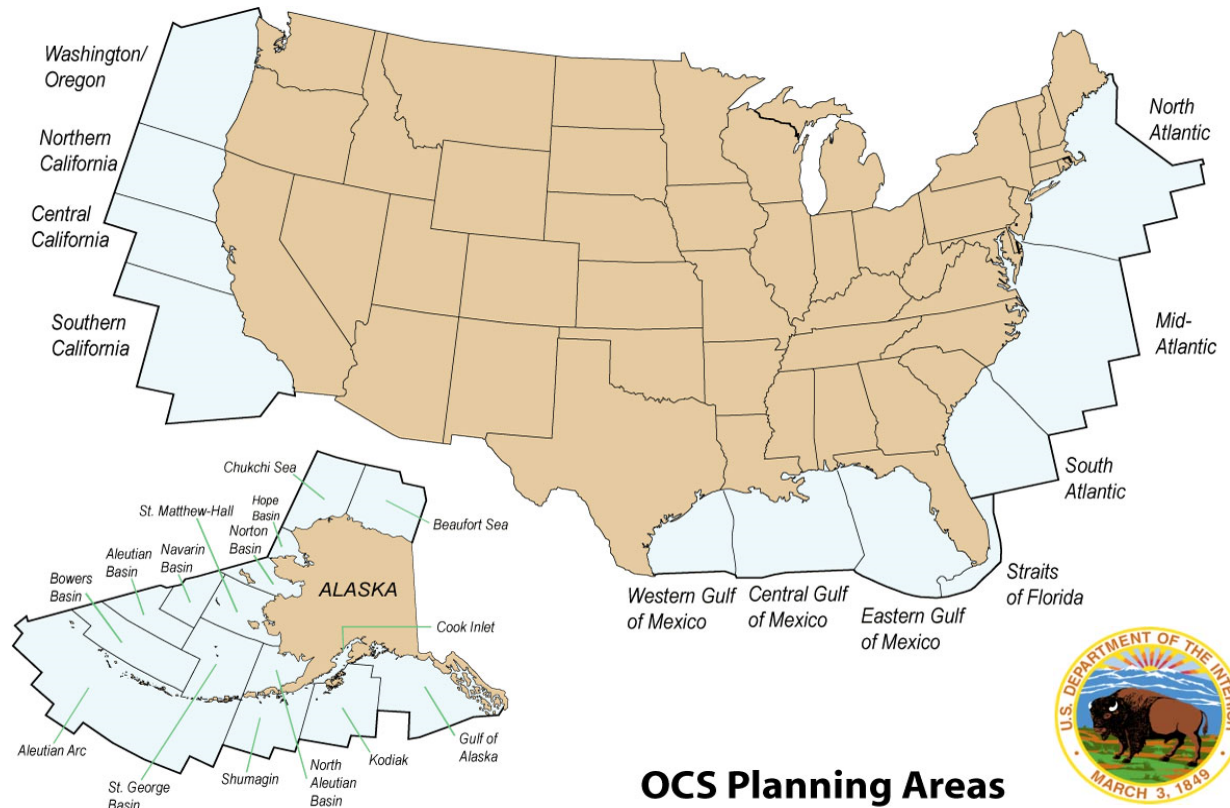 Washington/
Oregon
Northern
California
Central
California
Southern
California
North
Atlantic
Mid-
Atlantic
South
Atlantic
Straits
of Florida
Western Gulf
of Mexico
Central Gulf
of Mexico
Eastern Gulf
of Mexico
Chukchi Sea
Beaufort Sea
Hope
Basin
St. Matthew-Hall
Norton
Basin
Navarin
Basin
Aleutian
Basin
Bowers
Basin
ALASKA
Cook Inlet
Aleutian Arc
St. George
Basin
Shumagin
North
Aleutian
Basin
Kodiak
Gulf of
Alaska
OCS Planning Areas
U.S. DEPARTMENT OF THE INTERIOR
MARCH 3, 1849